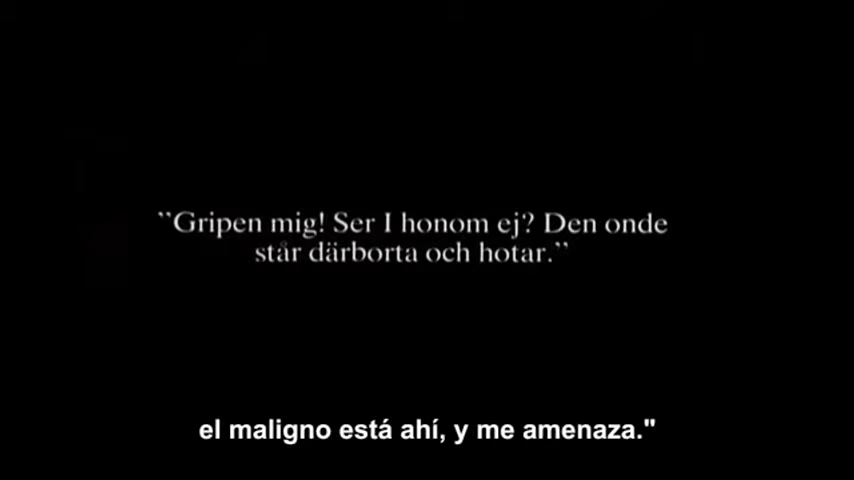 ”Gripen mig! Ser I honom ej? Den onde
står därborta och hotar.”
el maligno está ahí, y me amenaza."